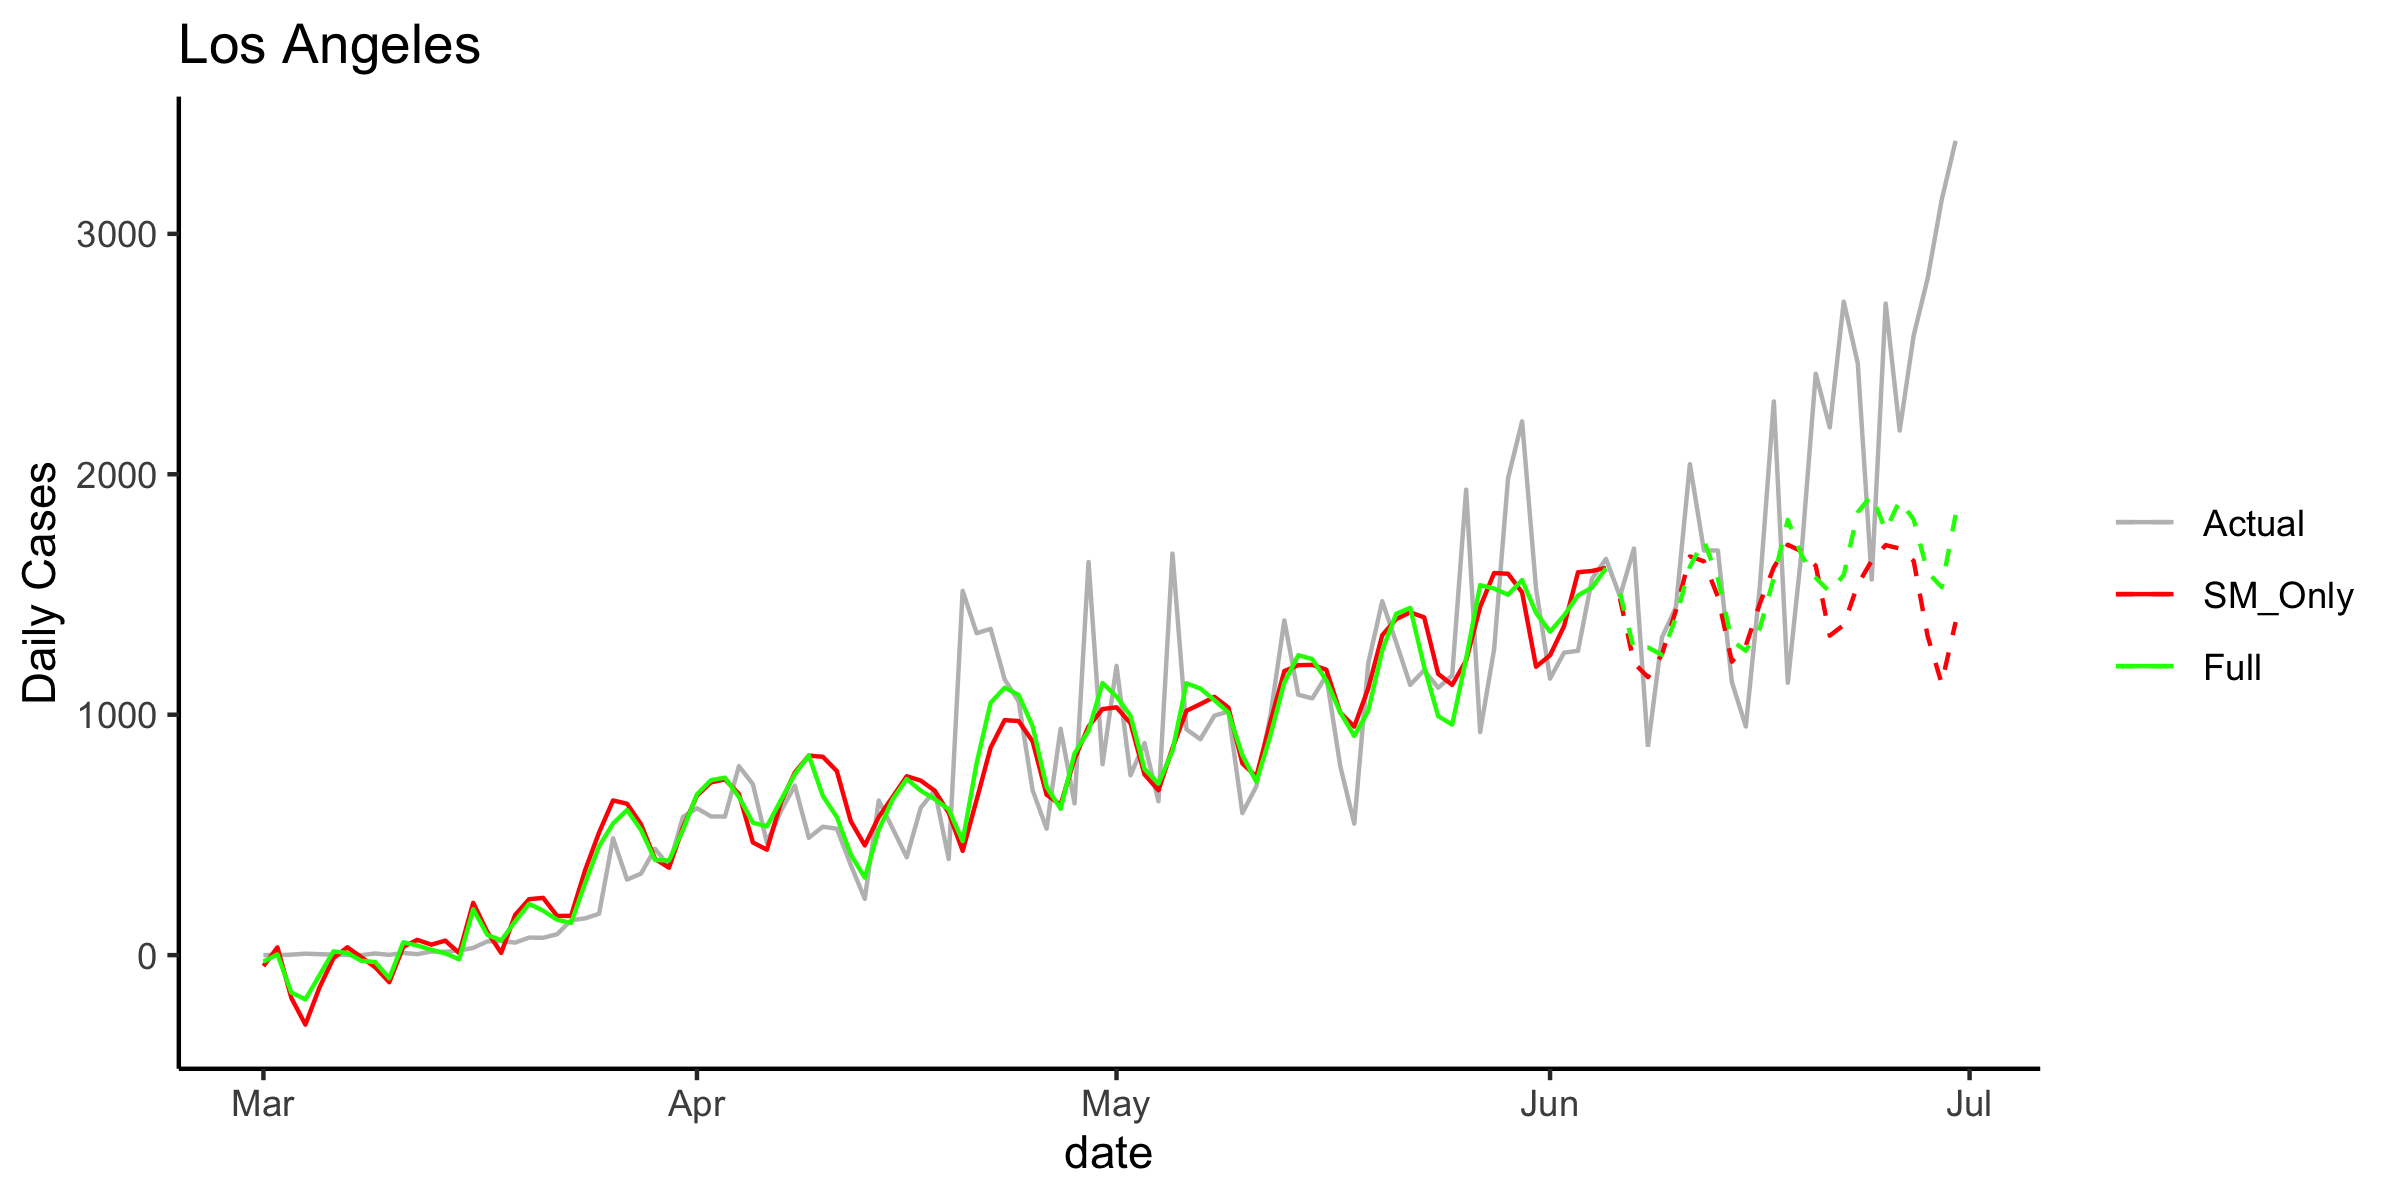 Los Angeles
Daily Cases
3000
2000
1000
0
Mar Apr May Jun Jul
date
Actual
SM_Only
Full